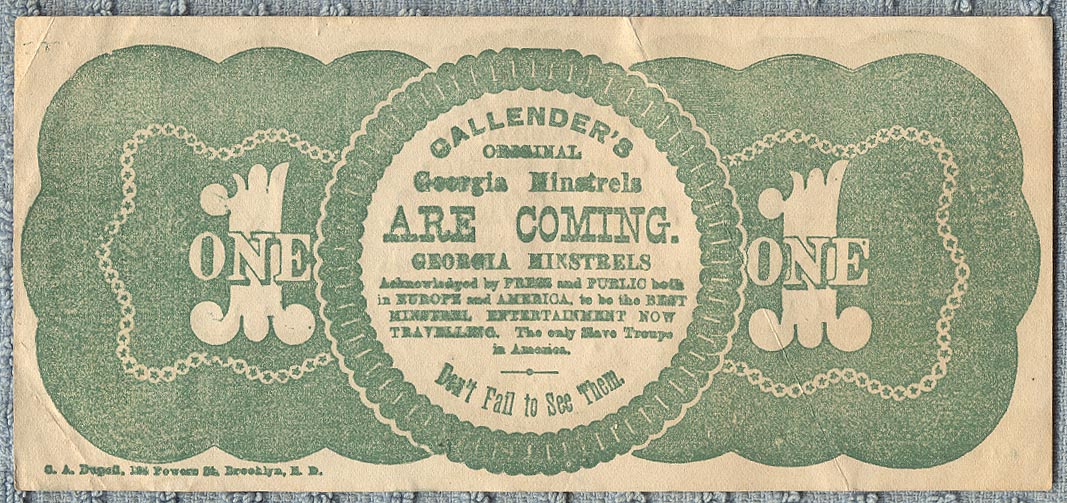 CALLENDER'S
ORIGINAL
Georgia Minstrels
ARE COMING.
GEORGIA MINSTRELS
Acknowledged by PRESS and PUBLIC both
in EUROPE and AMERICA, to be the BEST
MINSTREL ENTERTAINMENT NOW
TRAVELLING. The only Slave Troupe
in America.
Don't Fail to See Them.
1
ONE
1
ONE
A. Powers St, Brooklyn, E. D.